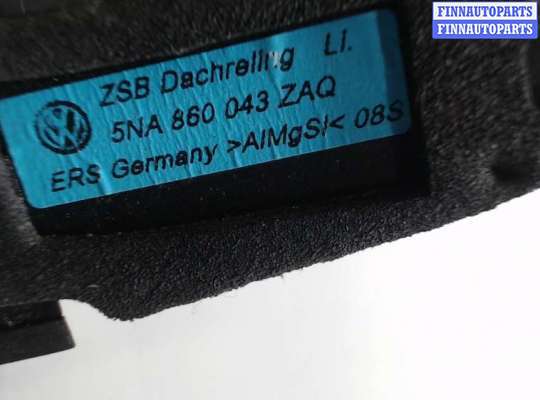 FINNAUTOPARTS
FINNAUTOPARTS
ZSB Dachreling Li.
5NA 860 043 ZAQ
ERS Germany >AlMgSi< 08S